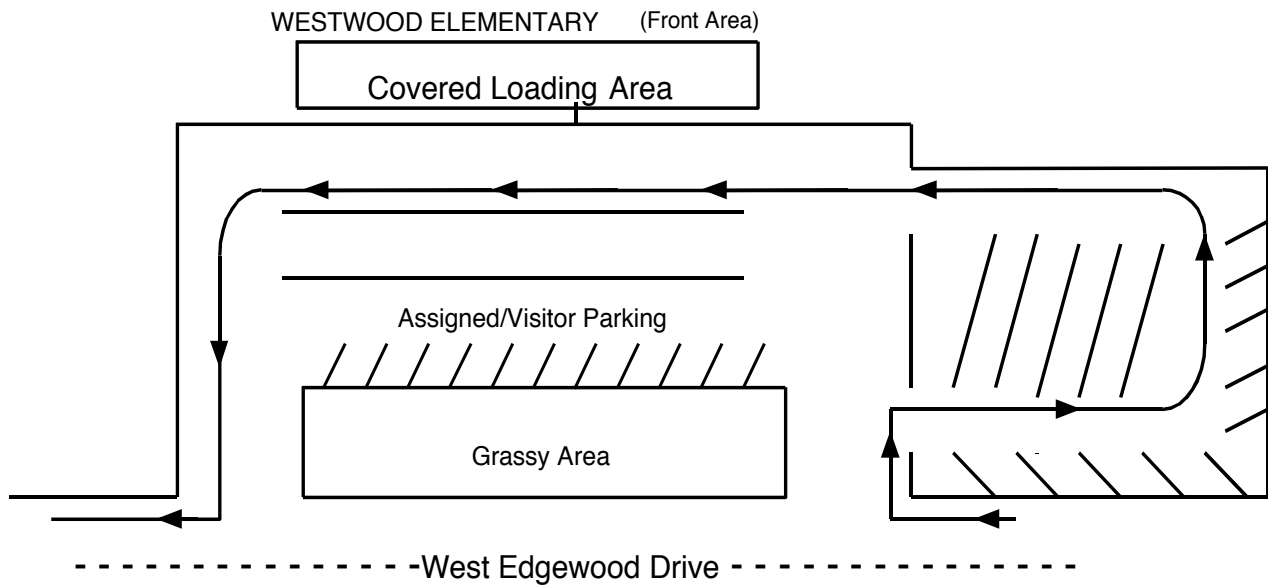 WESTWOOD ELEMENTARY (Front Area)
Covered Loading Area
Assigned/Visitor Parking
Grassy Area
West Edgewood Drive